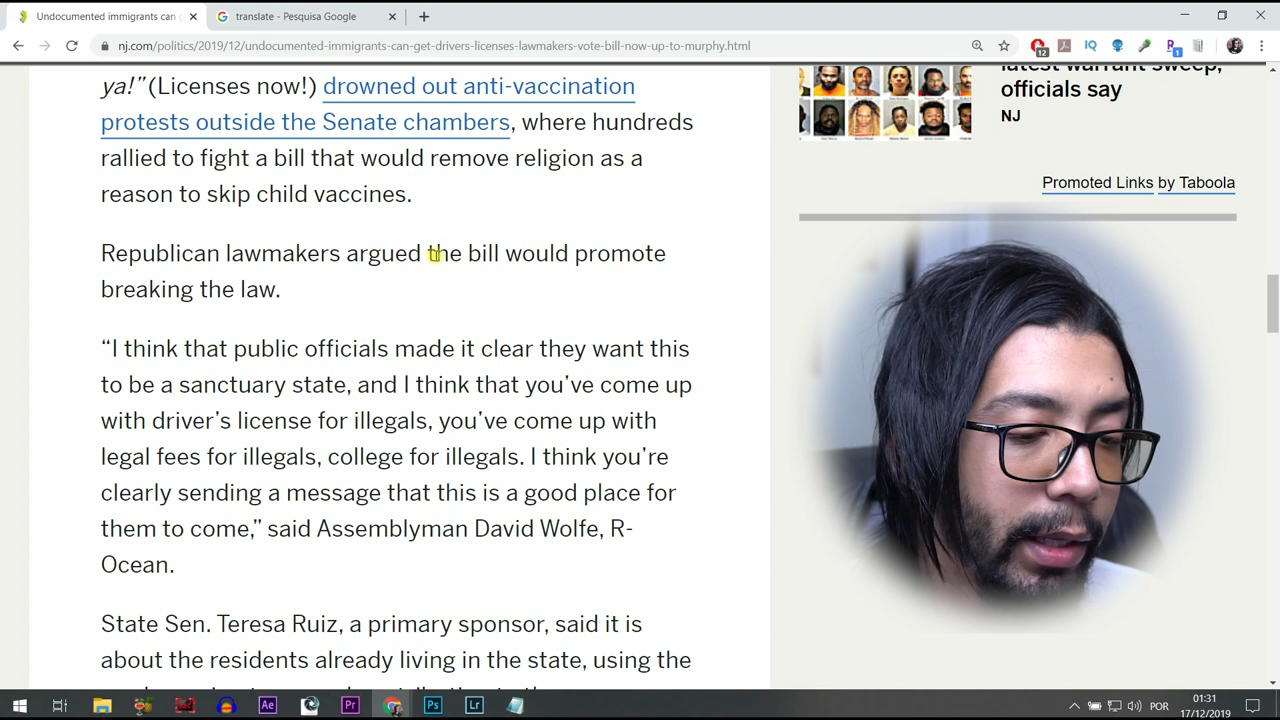 Undocumented immigrants can
translate - Pesquisa Google
nj.com/politics/2019/12/undocumented-immigrants-can-get-drivers-licenses-lawmakers-vote-bill-now-up-to-murphy.html
12
IQ
1
ya!” (Licenses now!) drowned out anti-vaccination
protests outside the Senate chambers, where hundreds
rallied to fight a bill that would remove religion as a
reason to skip child vaccines.
Republican lawmakers argued the bill would promote
breaking the law.
“I think that public officials made it clear they want this
to be a sanctuary state, and I think that you’ve come up
with driver’s license for illegals, you’ve come up with
legal fees for illegals, college for illegals. I think you’re
clearly sending a message that this is a good place for
them to come,” said Assemblyman David Wolfe, R-
Ocean.
State Sen. Teresa Ruiz, a primary sponsor, said it is
about the residents already living in the state, using the
latest warrant sweep,
officials say
NJ
Promoted Links by Taboola
Ae
Pr
Ps
Lr
POR
01:31
17/12/2019